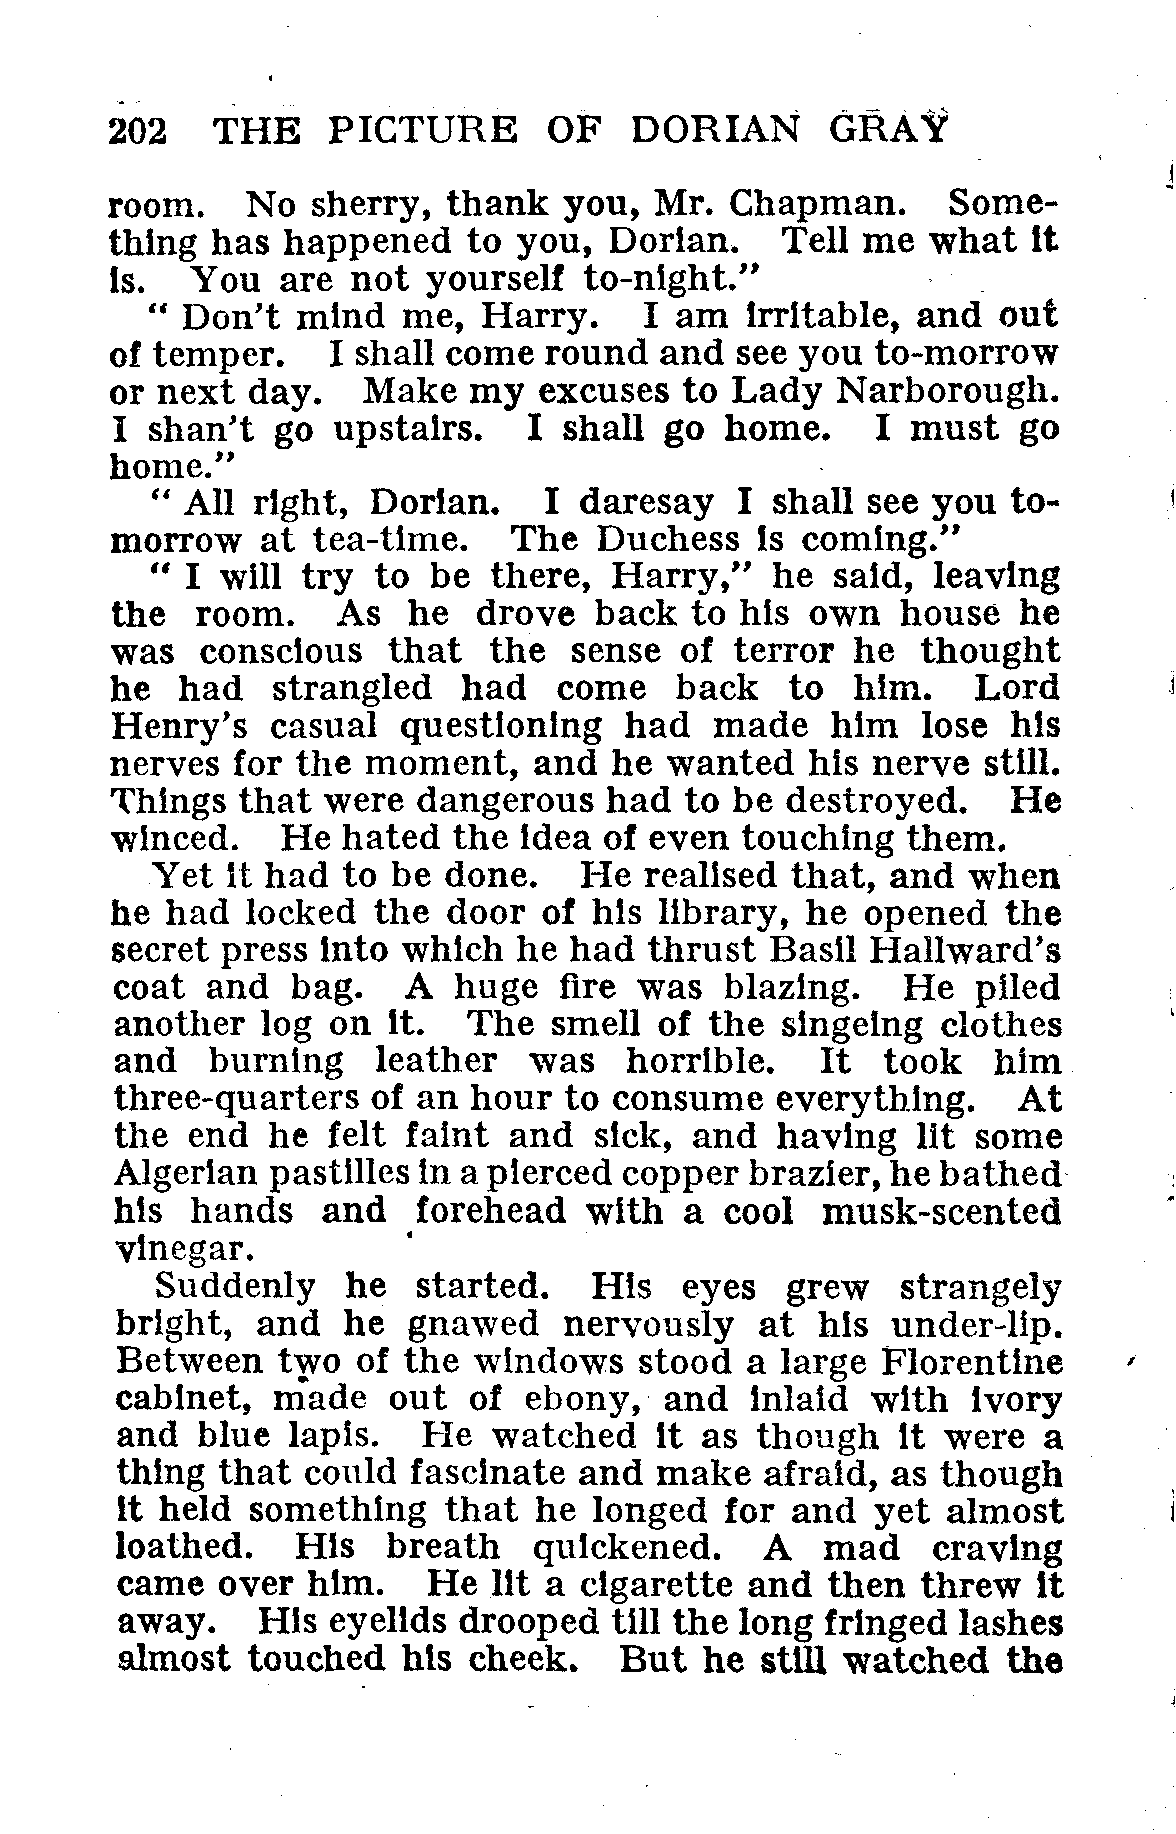 202 THE PICTURE OF DORIAN GRAY
room. No sherry, thank you, Mr. Chapman. Some-
thing has happened to you, Dorian. Tell me what it
is. You are not yourself to-night."
" Don't mind me, Harry. I am irritable, and out
of temper. I shall come round and see you to-morrow
or next day. Make my excuses to Lady Narborough.
I shan't go upstairs. I shall go home. I must go
home."
" All right, Dorian. I daresay I shall see you to-
morrow at tea-time. The Duchess is coming."
" I will try to be there, Harry," he said, leaving
the room. As he drove back to his own house he
was conscious that the sense of terror he thought
he had strangled had come back to him. Lord
Henry's casual questioning had made him lose his
nerves for the moment, and he wanted his nerve still.
Things that were dangerous had to be destroyed. He
winced. He hated the idea of even touching them.
Yet it had to be done. He realised that, and when
he had locked the door of his library, he opened the
secret press into which he had thrust Basil Hallward's
coat and bag. A huge fire was blazing. He piled
another log on it. The smell of the singeing clothes
and burning leather was horrible. It took him
three-quarters of an hour to consume everything. At
the end he felt faint and sick, and having lit some
Algerian pastilles in a pierced copper brazier, he bathed
his hands and forehead with a cool musk-scented
vinegar.
Suddenly he started. His eyes grew strangely
bright, and he gnawed nervously at his under-lip.
Between two of the windows stood a large Florentine
cabinet, made out of ebony, and inlaid with ivory
and blue lapis. He watched it as though it were a
thing that could fascinate and make afraid, as though
it held something that he longed for and yet almost
loathed. His breath quickened. A mad craving
came over him. He lit a cigarette and then threw it
away. His eyelids drooped till the long fringed lashes
almost touched his cheek. But he still watched the